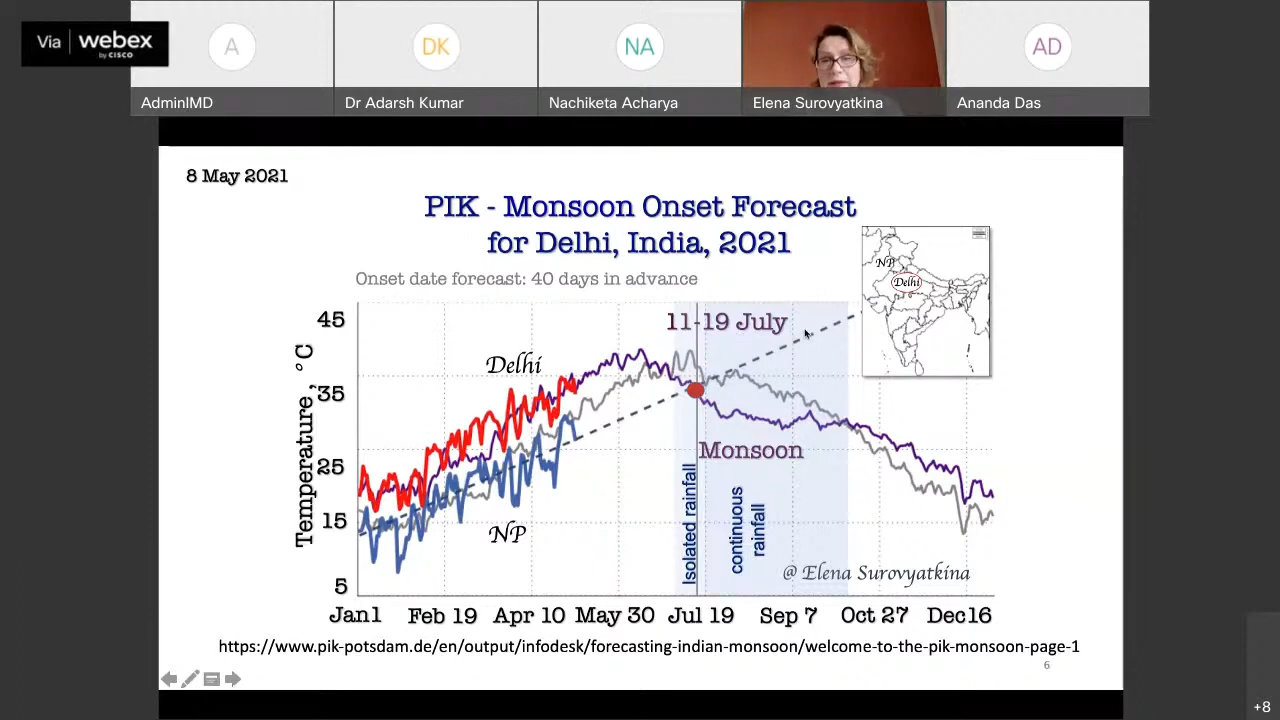 Via webex
by CISCO
A
DK
NA
AD
AdminIMD
Dr Adarsh Kumar
Nachiketa Acharya
Elena Surovyatkina
Ananda Das
8 May 2021
PIK - Monsoon Onset Forecast
for Delhi, India, 2021
Onset date forecast: 40 days in advance
NP
Delhi
45
35
25
15
5
Temperature, °C
11-19 July
Delhi
NP
Monsoon
Isolated rainfall
continuous
rainfall
@ Elena Surovyatkina
Jan1 Feb 19 Apr 10 May 30 Jul 19 Sep 7 Oct 27 Dec16
https://www.pik-potsdam.de/en/output/infodesk/forecasting-indian-monsoon/welcome-to-the-pik-monsoon-page-1
6
+8